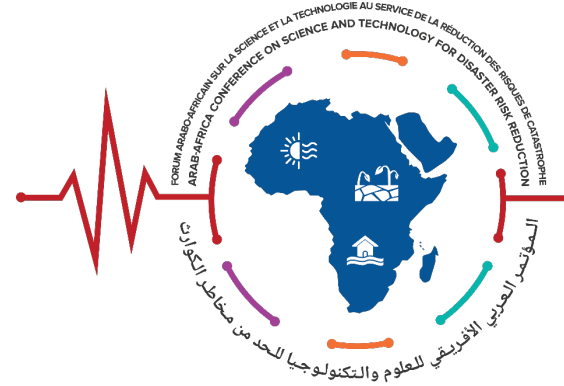 FORUM ARABO-AFRICAIN SUR LA SCIENCE ET LA TECHNOLOGIE AU SERVICE DE LA RÉDUCTION DES RISQUES DE CATASTROPHE
ARAB-AFRICA CONFERENCE ON SCIENCE AND TECHNOLOGY FOR DISASTER RISK REDUCTION
المؤتمر العربي الأفريقي للعلوم والتكنولوجيا للحد من مخاطر الكوارث